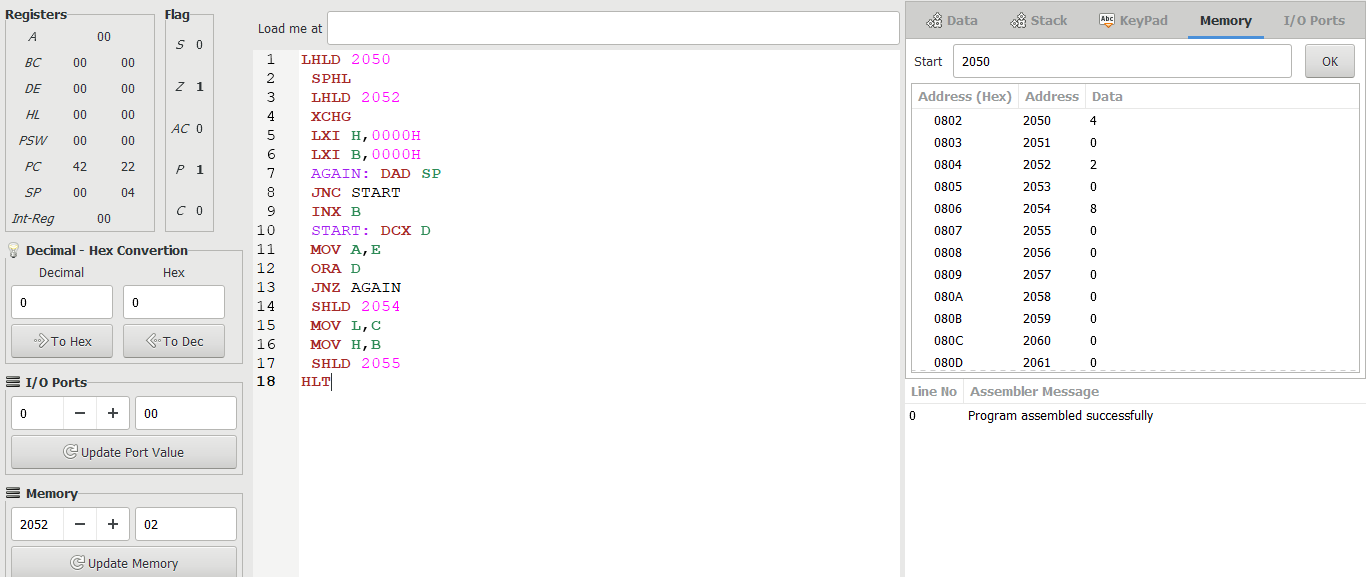 Registers
A 00
BC 00 00
DE 00 00
HL 00 00
PSW 00 00
PC 42 22
SP 00 04
Int-Reg 00
Flag
S 0
Z 1
AC 0
P 1
C 0
Decimal - Hex Convertion
Decimal Hex
0 0
To Hex To Dec
I/O Ports
0 − + 00
Update Port Value
Memory
2052 − + 02
Update Memory
Load me at
1 LHLD 2050
2 SPHL
3 LHLD 2052
4 XCHG
5 LXI H,0000H
6 LXI B,0000H
7 AGAIN: DAD SP
8 JNC START
9 INX B
10 START: DCX D
11 MOV A,E
12 ORA D
13 JNZ AGAIN
14 SHLD 2054
15 MOV L,C
16 MOV H,B
17 SHLD 2055
18 HLT
Data Stack Abc KeyPad Memory I/O Ports
Start 2050 OK
Address (Hex) Address Data
0802 2050 4
0803 2051 0
0804 2052 2
0805 2053 0
0806 2054 8
0807 2055 0
0808 2056 0
0809 2057 0
080A 2058 0
080B 2059 0
080C 2060 0
080D 2061 0
Line No Assembler Message
0 Program assembled successfully